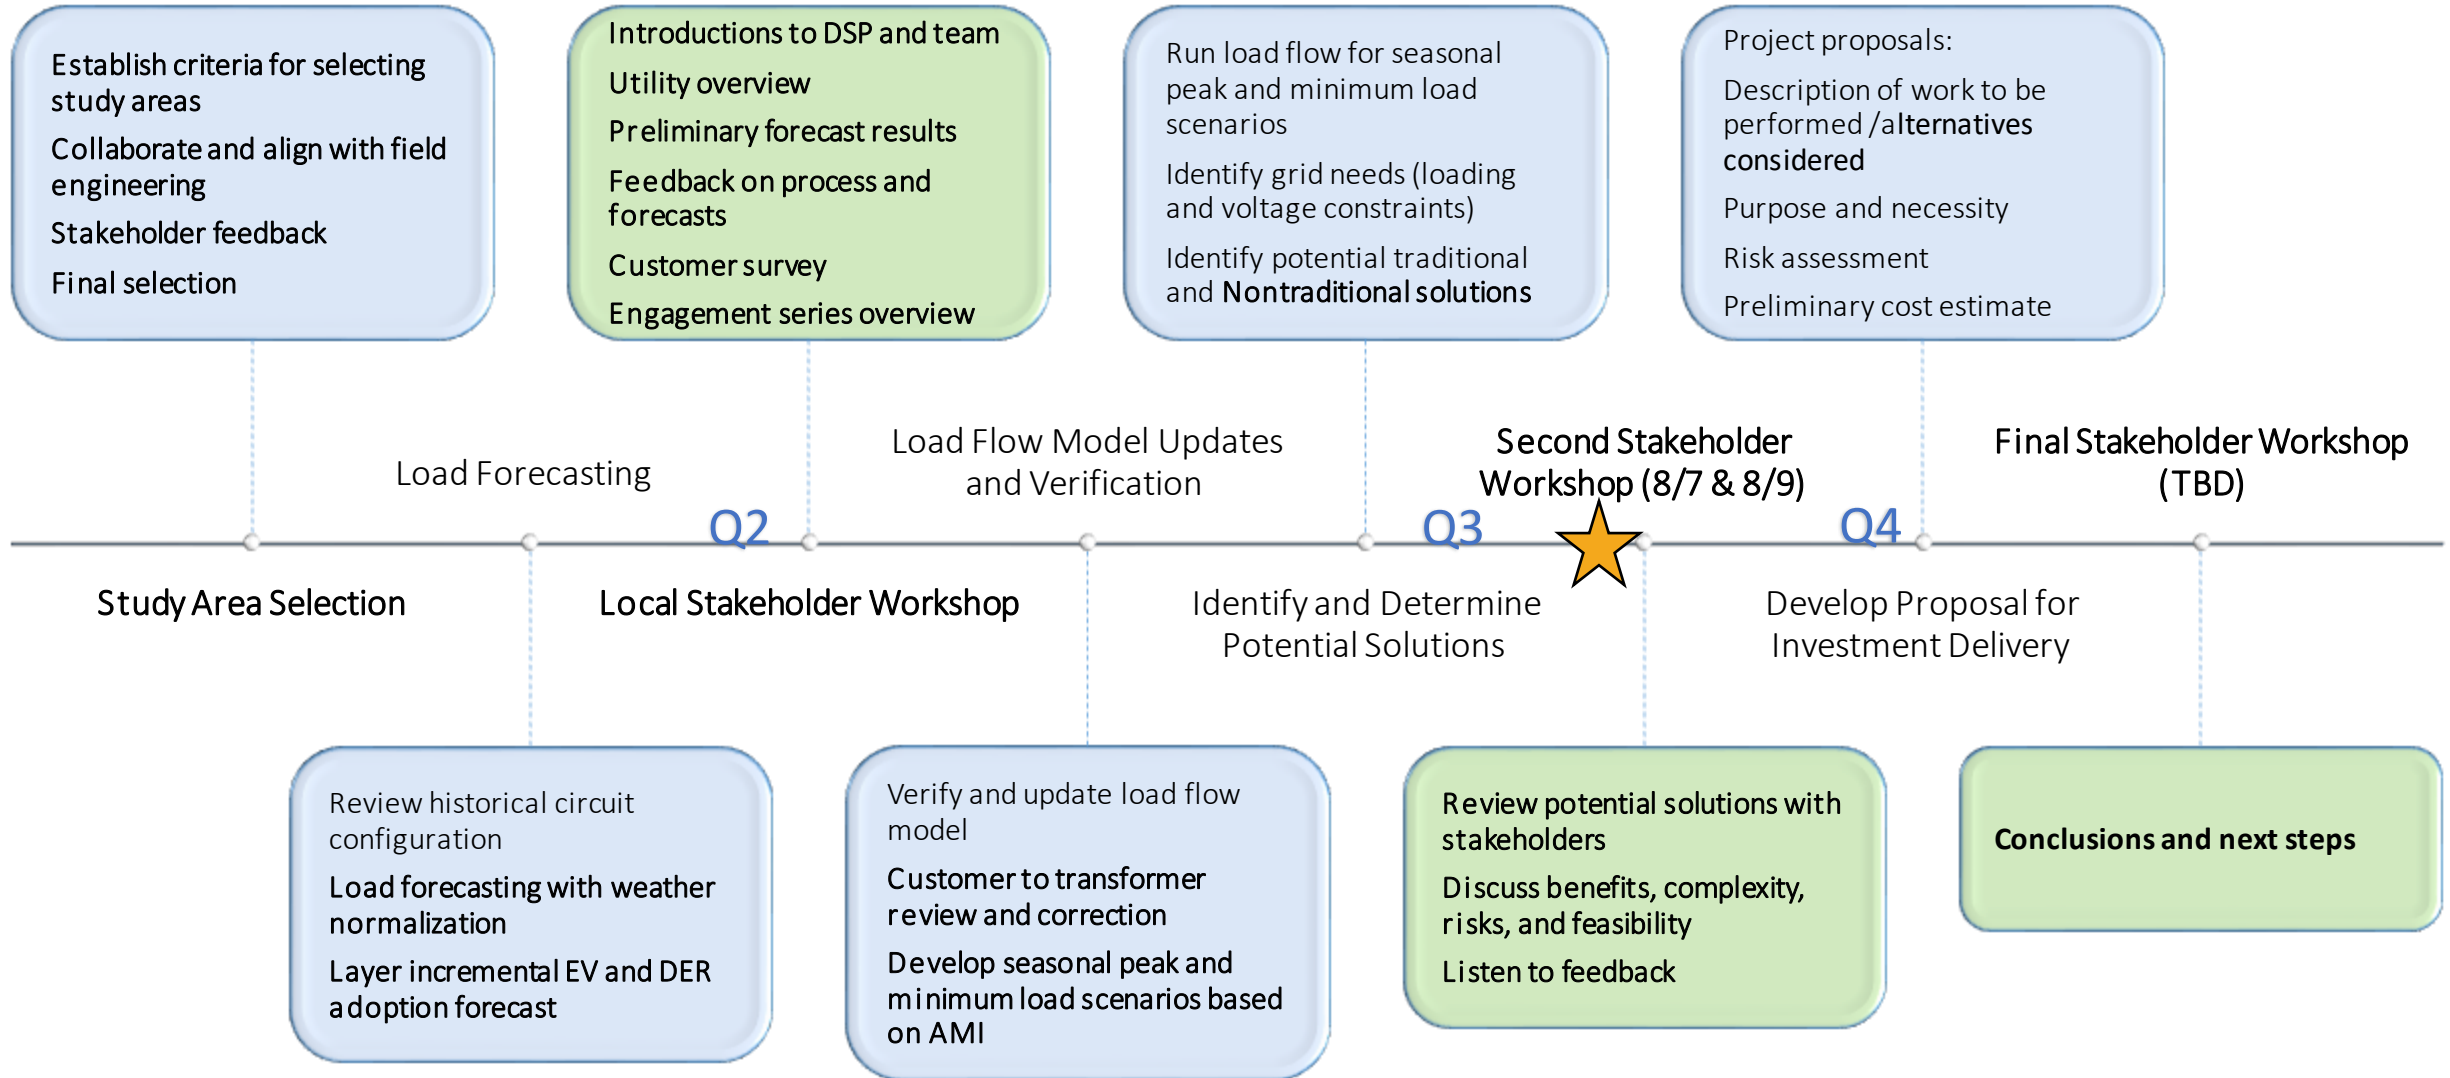 Establish criteria for selecting
study areas
Collaborate and align with field
engineering
Stakeholder feedback
Final selection
Introductions to DSP and team
Utility overview
Preliminary forecast results
Feedback on process and
forecasts
Customer survey
Engagement series overview
Run load flow for seasonal
peak and minimum load
scenarios
Identify grid needs (loading
and voltage constraints)
Identify potential traditional
and Nontraditional solutions
Project proposals:
Description of work to be
performed /alternatives
considered
Purpose and necessity
Risk assessment
Preliminary cost estimate
Load Forecasting
Load Flow Model Updates
and Verification
Second Stakeholder
Workshop (8/7 & 8/9)
Final Stakeholder Workshop
(TBD)
Q2
Q3
Q4
Study Area Selection
Local Stakeholder Workshop
Identify and Determine
Potential Solutions
Develop Proposal for
Investment Delivery
Review historical circuit
configuration
Load forecasting with weather
normalization
Layer incremental EV and DER
adoption forecast
Verify and update load flow
model
Customer to transformer
review and correction
Develop seasonal peak and
minimum load scenarios based
on AMI
Review potential solutions with
stakeholders
Discuss benefits, complexity,
risks, and feasibility
Listen to feedback
Conclusions and next steps